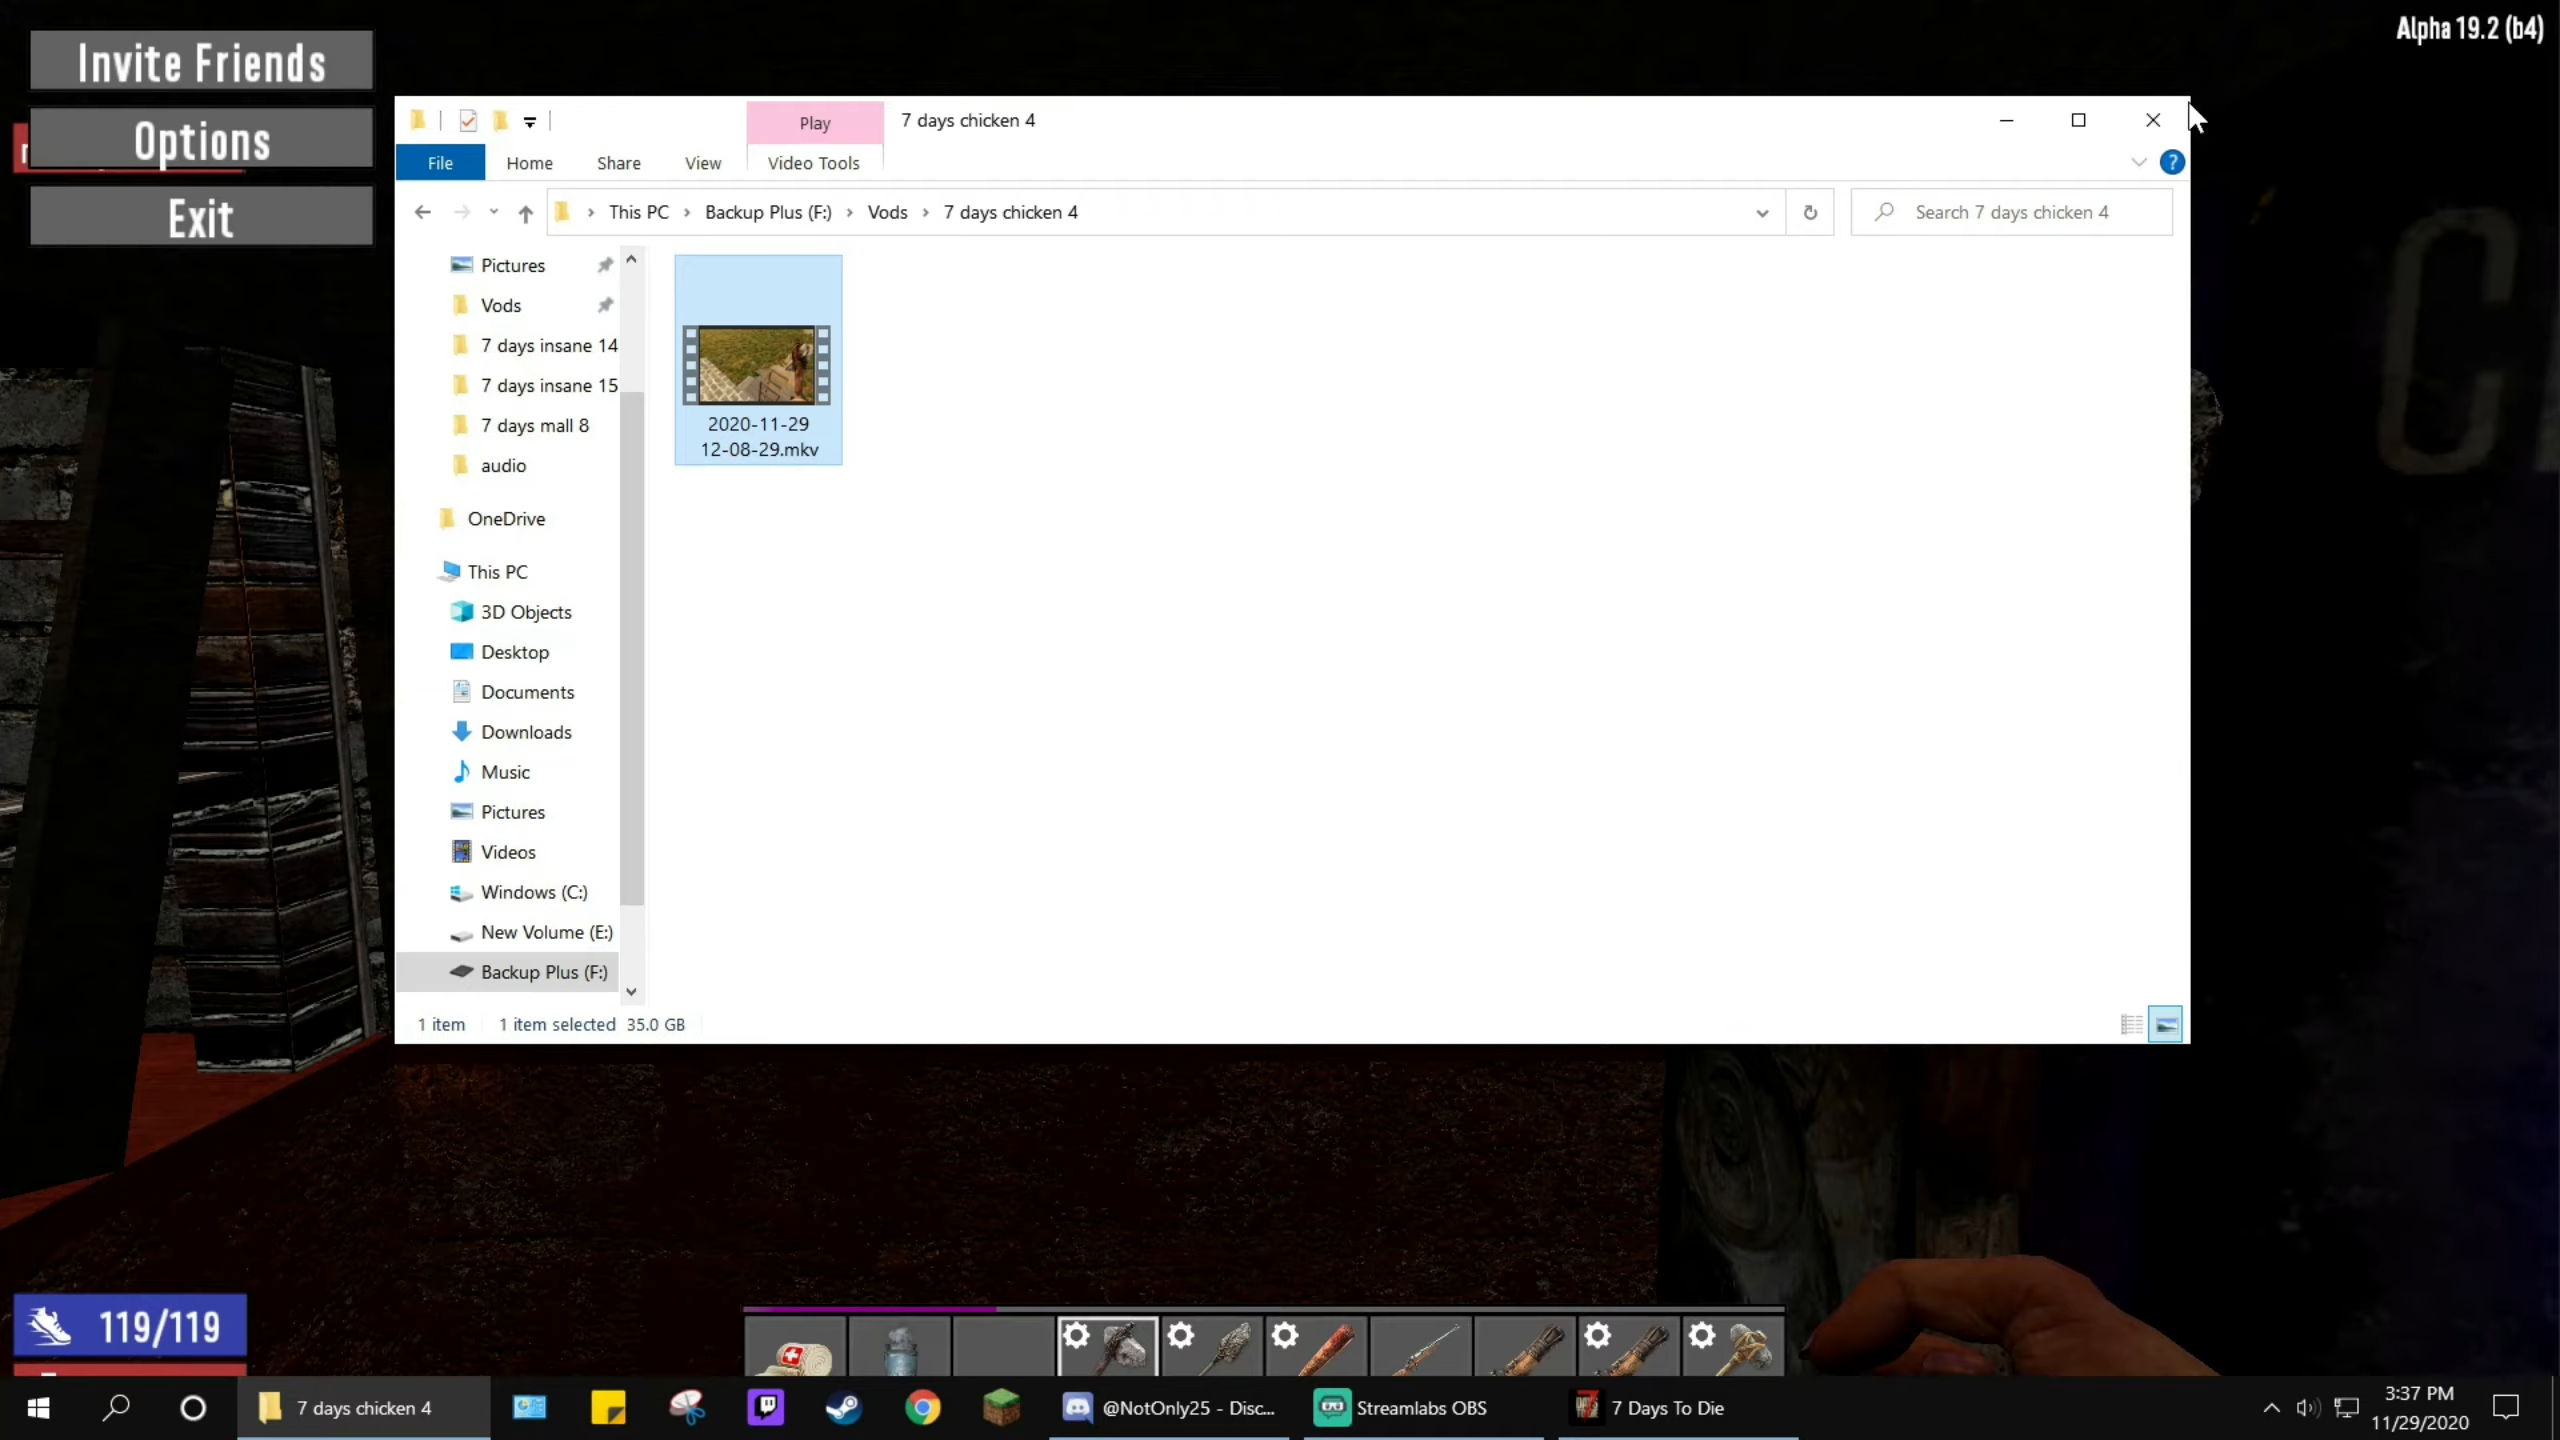 Invite Friends
Options
Exit
Alpha 19.2 (b4)
Play
7 days chicken 4
File
Home
Share
View
Video Tools
This PC
Backup Plus (F:)
Vods
7 days chicken 4
Search 7 days chicken 4
Pictures
Vods
7 days insane 14
7 days insane 15
7 days mall 8
audio
OneDrive
This PC
3D Objects
Desktop
Documents
Downloads
Music
Pictures
Videos
Windows (C:)
New Volume (E:)
Backup Plus (F:)
2020-11-29
12-08-29.mkv
1 item
1 item selected 35.0 GB
119/119
7 days chicken 4
@NotOnly25 - Disc...
Streamlabs OBS
7 Days To Die
3:37 PM
11/29/2020